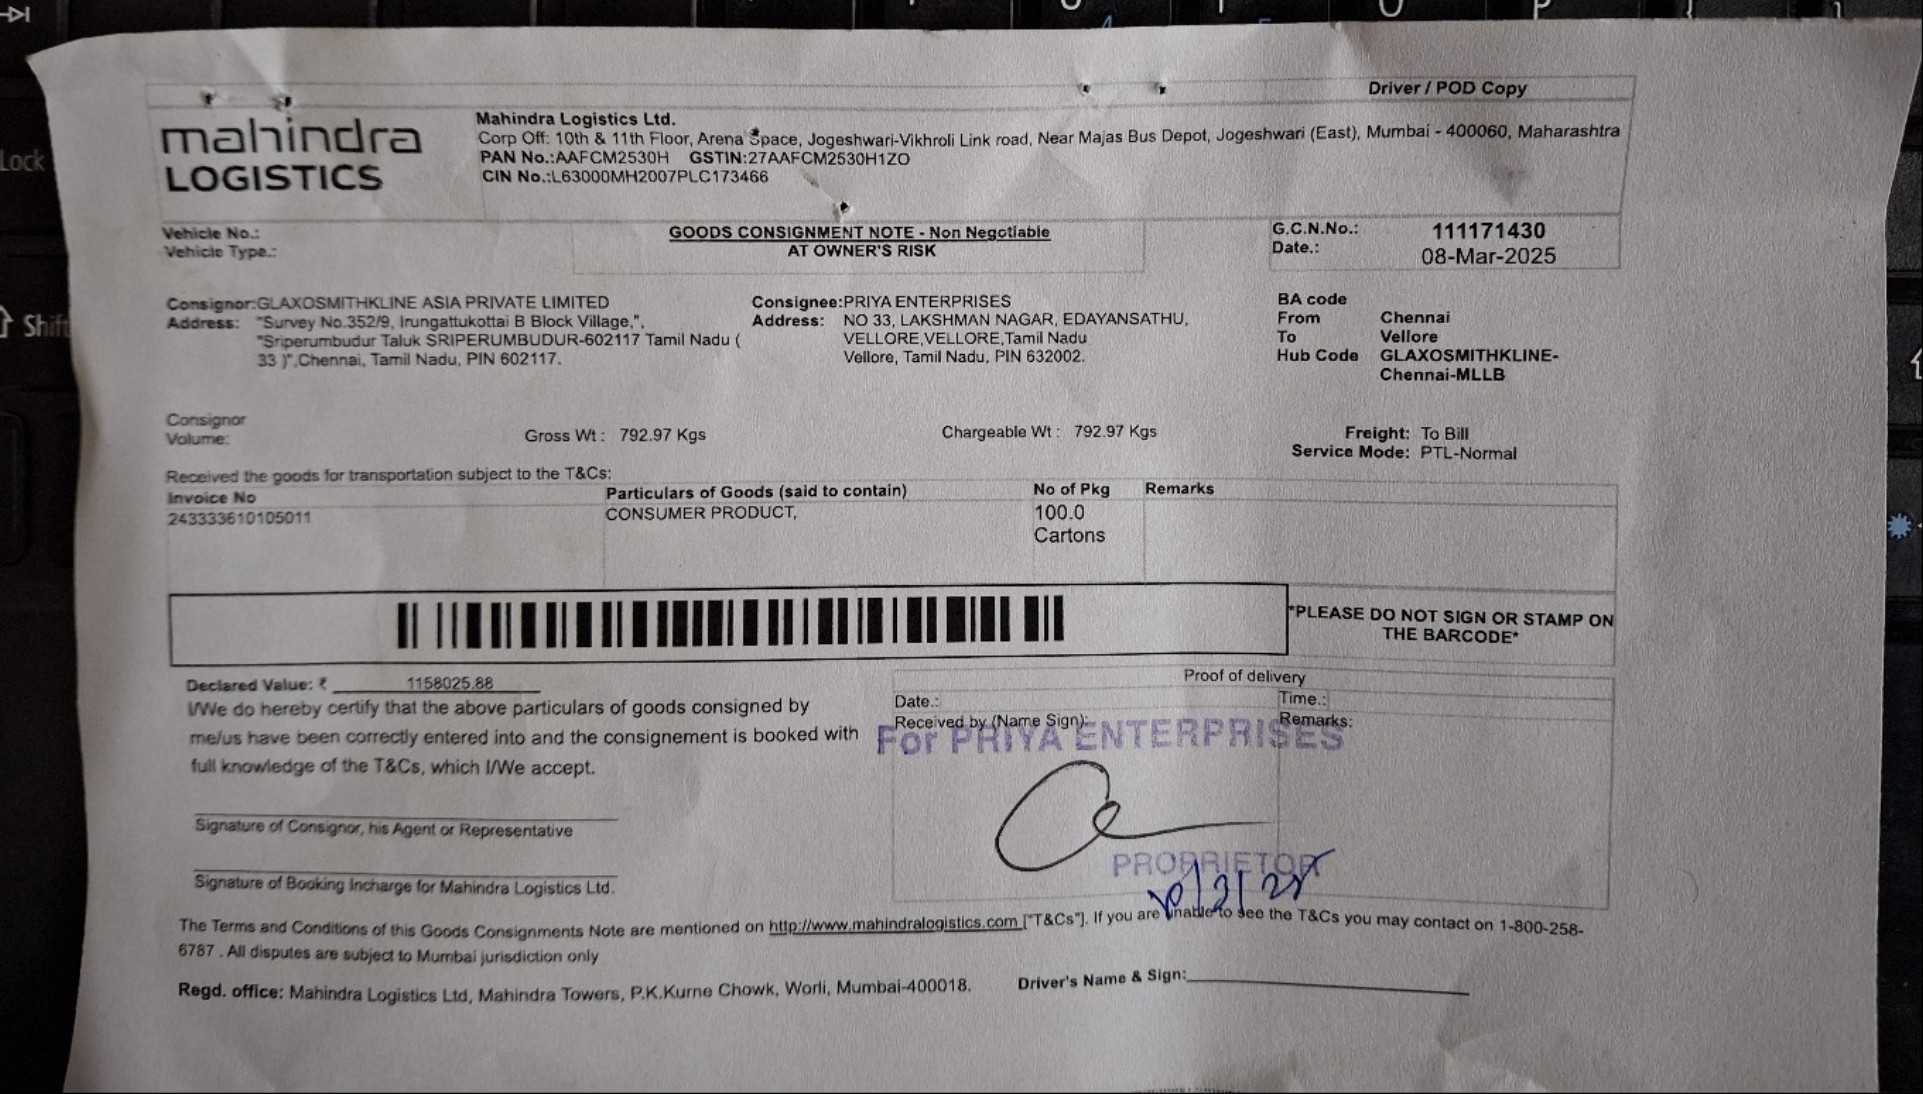 Driver / POD Copy
mahindra
LOGISTICS
Mahindra Logistics Ltd.
Corp Off: 10th & 11th Floor, Arena Space, Jogeshwari-Vikhroli Link road, Near Majas Bus Depot, Jogeshwari (East), Mumbai - 400060, Maharashtra
PAN No.:AAFCM2530H GSTIN:27AAFCM2530H1ZO
CIN No.:L63000MH2007PLC173466
Vehicle No.:
Vehicle Type.:
GOODS CONSIGNMENT NOTE - Non Negotiable
AT OWNER'S RISK
G.C.N.No.: 111171430
Date.: 08-Mar-2025
Consignor:GLAXOSMITHKLINE ASIA PRIVATE LIMITED
Address: "Survey No.352/9, Irungattukottai B Block Village,",
"Sriperumbudur Taluk SRIPERUMBUDUR-602117 Tamil Nadu (
33 )",Chennai, Tamil Nadu, PIN 602117.
Consignee:PRIYA ENTERPRISES
Address: NO 33, LAKSHMAN NAGAR, EDAYANSATHU,
VELLORE,VELLORE,Tamil Nadu
Vellore, Tamil Nadu, PIN 632002.
BA code
From Chennai
To Vellore
Hub Code GLAXOSMITHKLINE-
Chennai-MLLB
Consignor
Volume:
Gross Wt : 792.97 Kgs
Chargeable Wt : 792.97 Kgs
Freight: To Bill
Service Mode: PTL-Normal
Received the goods for transportation subject to the T&Cs:
Invoice No
243333610105011
Particulars of Goods (said to contain)
CONSUMER PRODUCT,
No of Pkg
100.0
Cartons
Remarks
*PLEASE DO NOT SIGN OR STAMP ON
THE BARCODE*
Declared Value: ₹ 1158025.88
I/We do hereby certify that the above particulars of goods consigned by
me/us have been correctly entered into and the consignement is booked with
full knowledge of the T&Cs, which I/We accept.
Signature of Consignor, his Agent or Representative
Signature of Booking Incharge for Mahindra Logistics Ltd.
Proof of delivery
Date.:
Time.:
Received by (Name Sign):
Remarks:
For PRIYA ENTERPRISES
PROPRIETOR
The Terms and Conditions of this Goods Consignments Note are mentioned on http://www.mahindralogistics.com ["T&Cs"]. If you are unable to see the T&Cs you may contact on 1-800-258-
6787 . All disputes are subject to Mumbai jurisdiction only
Regd. office: Mahindra Logistics Ltd, Mahindra Towers, P.K.Kurne Chowk, Worli, Mumbai-400018.
Driver's Name & Sign:
Lock
Shift